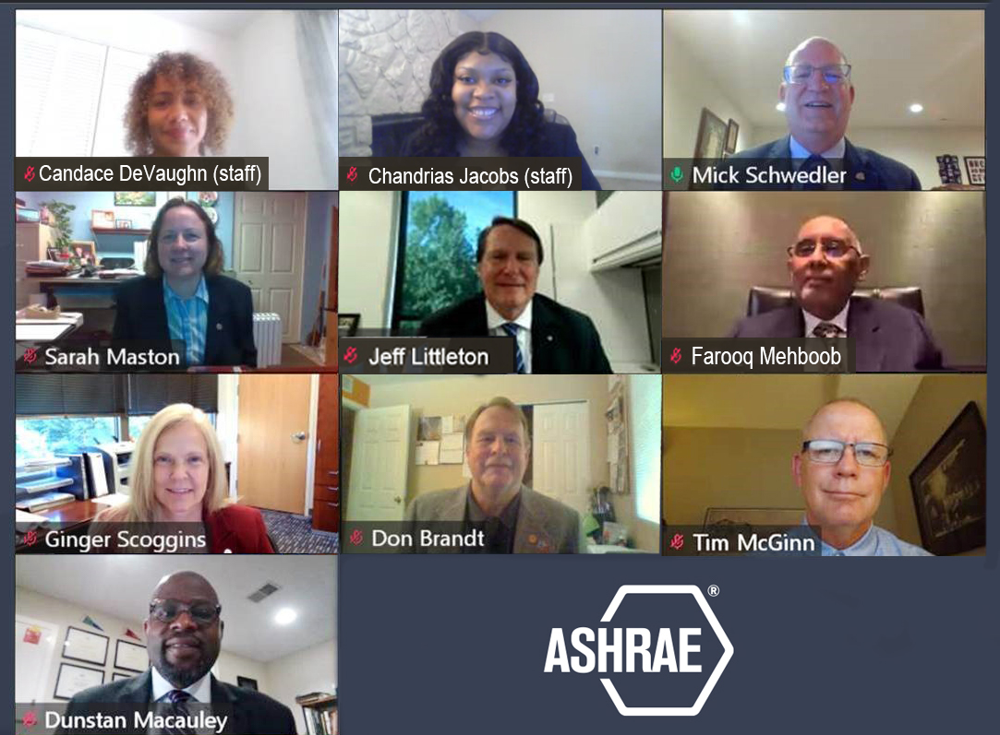 Candace DeVaughn (staff)
Chandrias Jacobs (staff)
Mick Schwedler
Sarah Maston
Jeff Littleton
Farooq Mehboob
Ginger Scoggins
Don Brandt
Tim McGinn
Dunstan Macauley
ASHRAE®